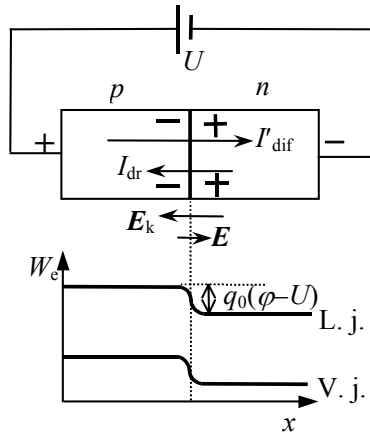 U
p n
− +
+ I′dif −
Idr
− +
Ek
E
We
q0(φ–U)
L. j.
V. j.
x